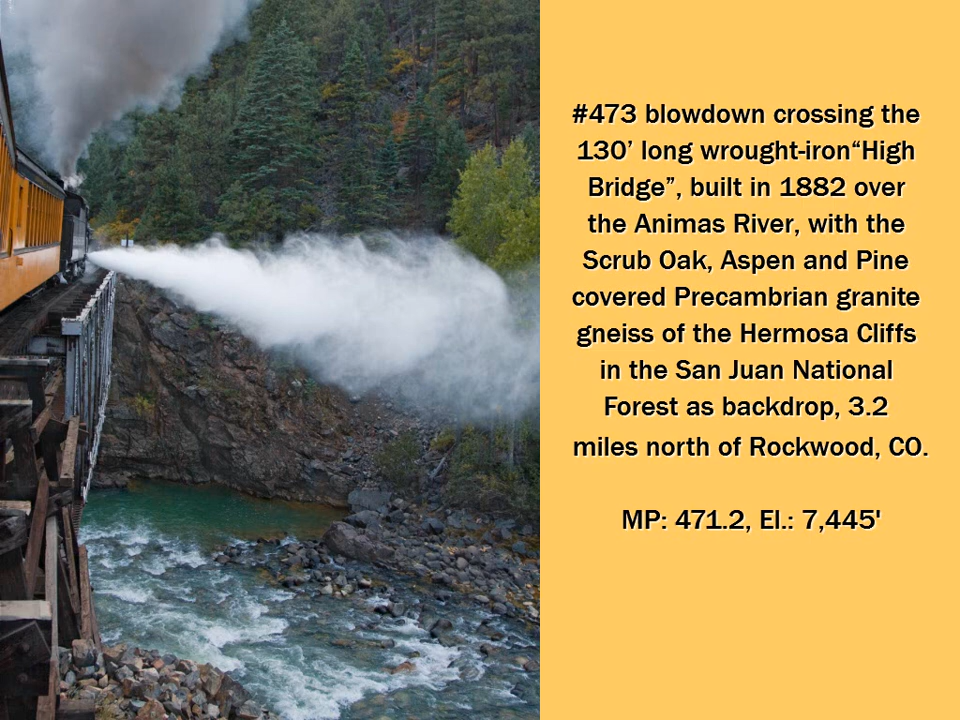 #473 blowdown crossing the
130’ long wrought-iron“High
Bridge”, built in 1882 over
the Animas River, with the
Scrub Oak, Aspen and Pine
covered Precambrian granite
gneiss of the Hermosa Cliffs
in the San Juan National
Forest as backdrop, 3.2
miles north of Rockwood, CO.
MP: 471.2, El.: 7,445'